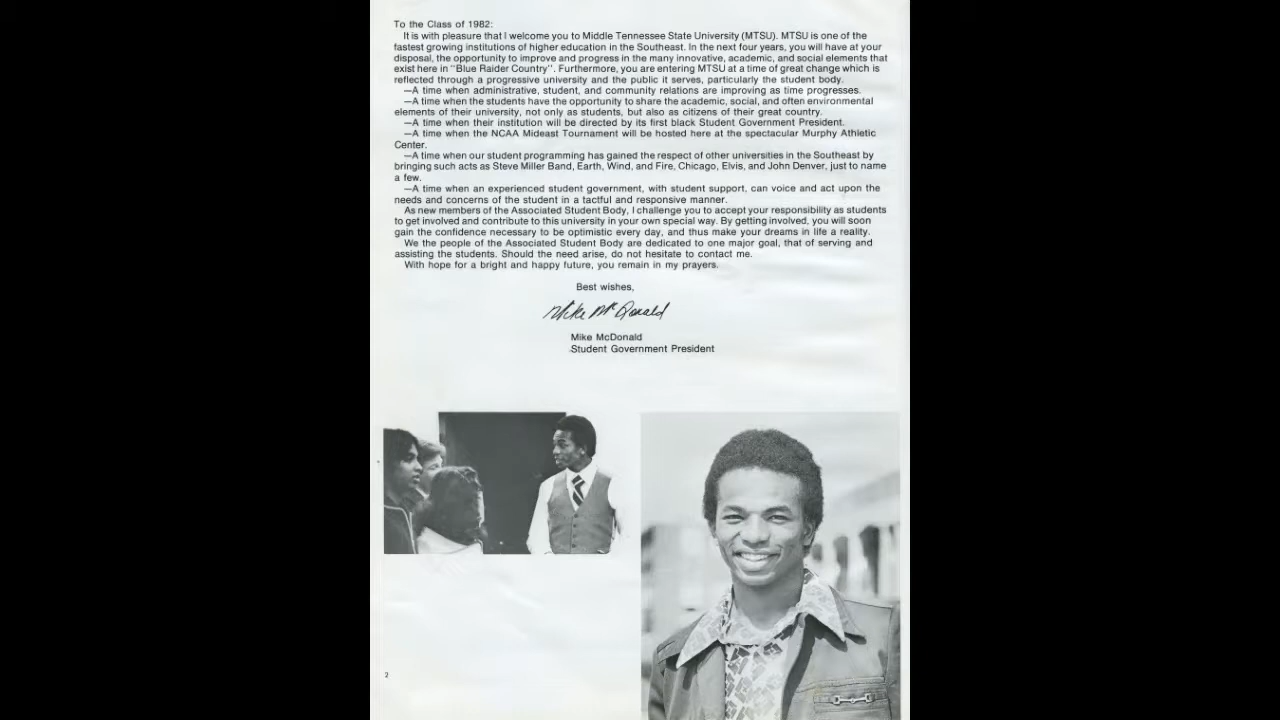 To the Class of 1982:
It is with pleasure that I welcome you to Middle Tennessee State University (MTSU). MTSU is one of the
fastest growing institutions of higher education in the Southeast. In the next four years, you will have at your
disposal, the opportunity to improve and progress in the many innovative, academic, and social elements that
exist here in "Blue Raider Country". Furthermore, you are entering MTSU at a time of great change which is
reflected through a progressive university and the public it serves, particularly the student body.
—A time when administrative, student, and community relations are improving as time progresses.
—A time when the students have the opportunity to share the academic, social, and often environmental
elements of their university, not only as students, but also as citizens of their great country.
—A time when their institution will be directed by its first black Student Government President.
—A time when the NCAA Mideast Tournament will be hosted here at the spectacular Murphy Athletic
Center.
—A time when our student programming has gained the respect of other universities in the Southeast by
bringing such acts as Steve Miller Band, Earth, Wind, and Fire, Chicago, Elvis, and John Denver, just to name
a few.
—A time when an experienced student government, with student support, can voice and act upon the
needs and concerns of the student in a tactful and responsive manner.
As new members of the Associated Student Body, I challenge you to accept your responsibility as students
to get involved and contribute to this university in your own special way. By getting involved, you will soon
gain the confidence necessary to be optimistic every day, and thus make your dreams in life a reality.
We the people of the Associated Student Body are dedicated to one major goal, that of serving and
assisting the students. Should the need arise, do not hesitate to contact me.
With hope for a bright and happy future, you remain in my prayers.
Best wishes,
Mike McDonald
Mike McDonald
Student Government President
2